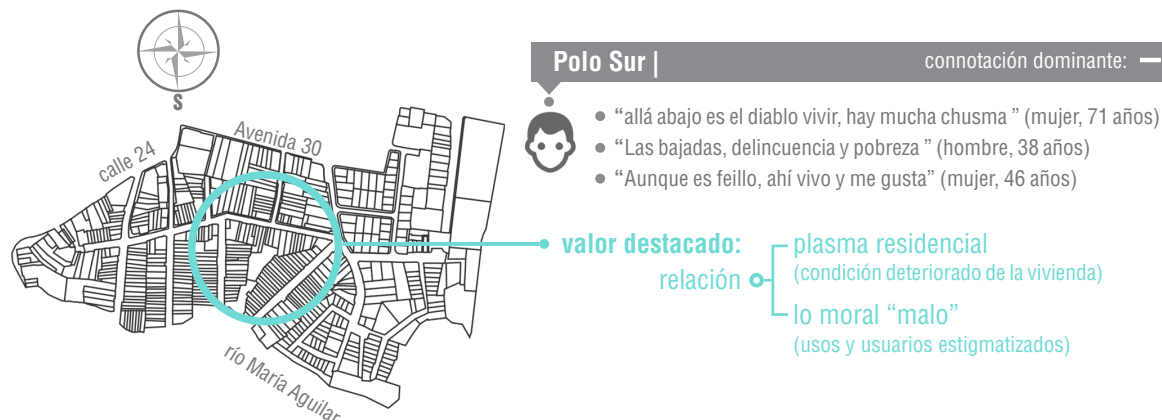 S
calle 24
Avenida 30
río María Aguilar
Polo Sur |
connotación dominante: —
“allá abajo es el diablo vivir, hay mucha chusma ” (mujer, 71 años)
“Las bajadas, delincuencia y pobreza ” (hombre, 38 años)
“Aunque es feillo, ahí vivo y me gusta” (mujer, 46 años)
valor destacado:
relación
plasma residencial
(condición deteriorado de la vivienda)
lo moral “malo”
(usos y usuarios estigmatizados)